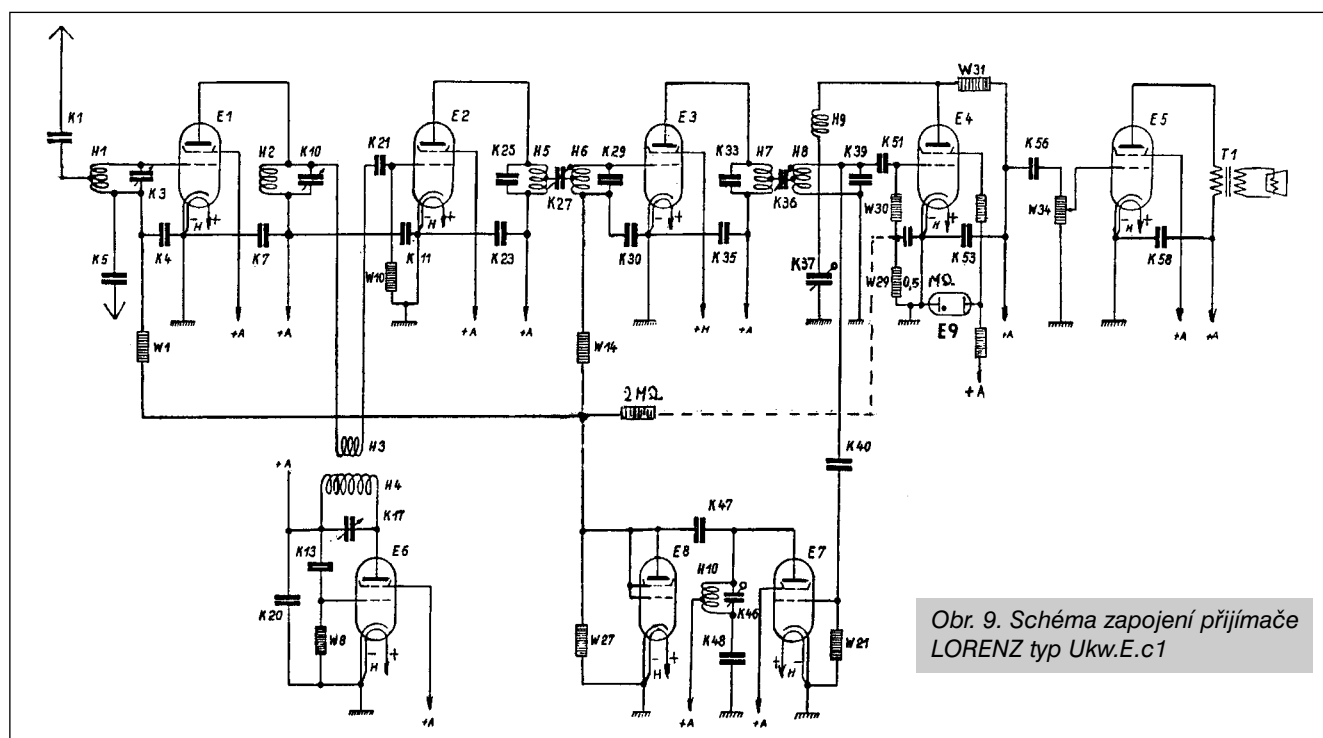 K1
H1
K3
E1
H2
K10
K21
E2
K25
H5
H6
K27
K29
E3
K33
H7
H8
K36
K39
H9
K51
E4
W31
K56
E5
T1
K5
K4
- H +
K7
K11
W10
- H +
K23
K30
- H +
K35
K37
W30
W29
0,5
MΩ
- H +
K53
E9
W34
- H +
K58
+A
+A
+A
+A
+H
+A
+A
+A
+A
+A
W1
W14
2 MΩ
H3
H4
+A
K17
K13
E6
K20
W8
- H +
+A
K40
K47
E8
E7
H10
K46
K48
W27
W21
- H +
+ H -
+A
+A
Obr. 9. Schéma zapojení přijímače
LORENZ typ Ukw.E.c1